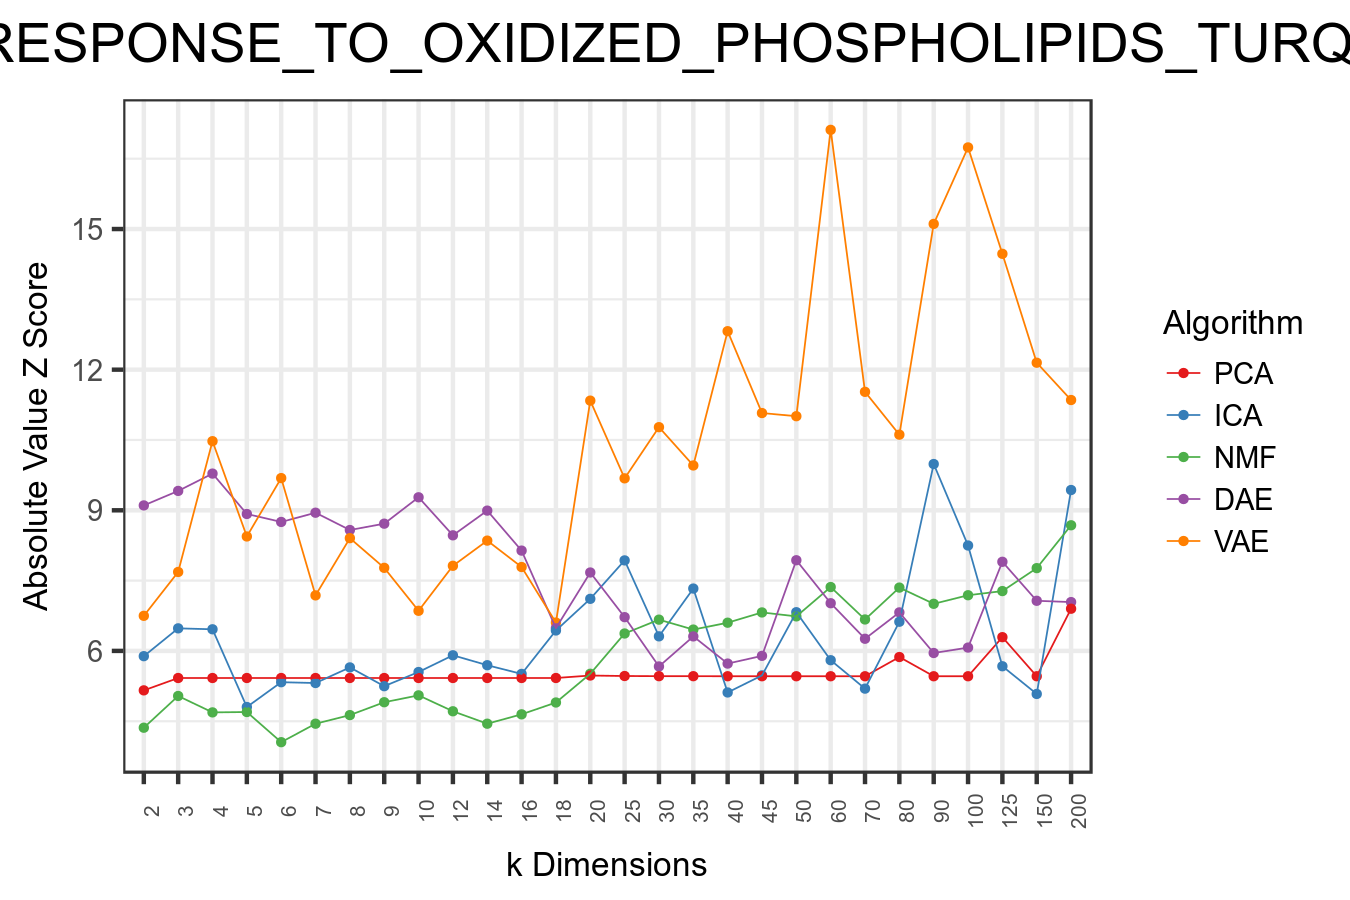 RESPONSE_TO_OXIDIZED_PHOSPHOLIPIDS_TURQ
Absolute Value Z Score
15
12
9
6
2 3 4 5 6 7 8 9 10 12 14 16 18 20 25 30 35 40 45 50 60 70 80 90 100 125 150 200
k Dimensions
Algorithm
PCA
ICA
NMF
DAE
VAE